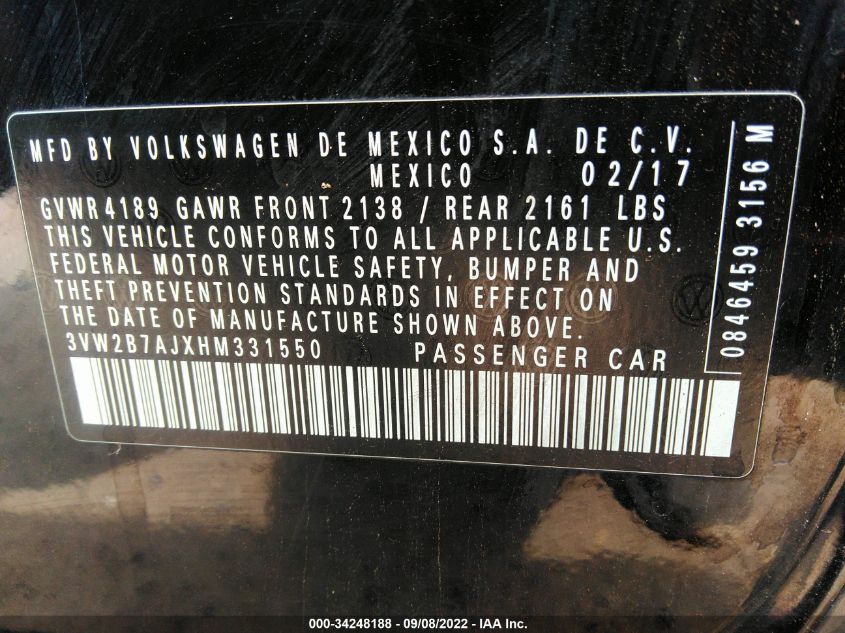 MFD BY VOLKSWAGEN DE MEXICO S.A. DE C.V.
MEXICO 02/17
GVWR 4189 GAWR FRONT 2138 / REAR 2161 LBS
THIS VEHICLE CONFORMS TO ALL APPLICABLE U.S.
FEDERAL MOTOR VEHICLE SAFETY, BUMPER AND
THEFT PREVENTION STANDARDS IN EFFECT ON
THE DATE OF MANUFACTURE SHOWN ABOVE.
3VW2B7AJXHM331550 PASSENGER CAR
0846459 3156 M
000-34248188 - 09/08/2022 - IAA Inc.